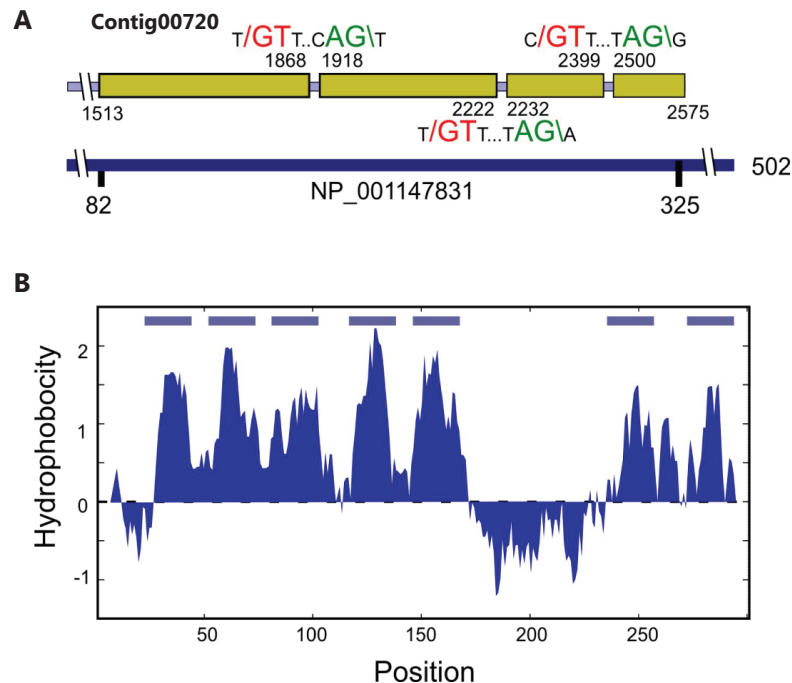 A
Contig00720
T/GTT..CAG\T
C/GTT...TAG\G
1868 1918
2399 2500
1513
2222 2232
2575
T/GTT...TAG\A
502
NP_001147831
82
325
B
Hydrophobocity
2
1
0
-1
50 100 150 200 250 300
Position